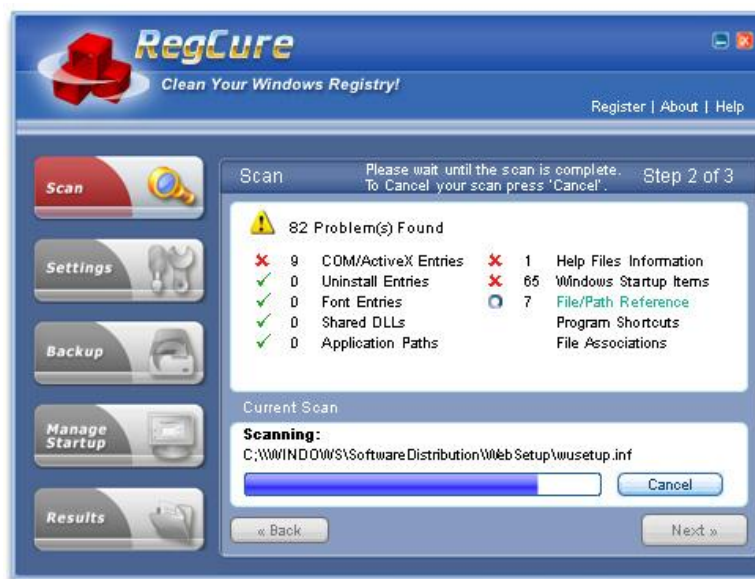 RegCure
Clean Your Windows Registry!
Register | About | Help
Scan
Settings
Backup
Manage
Startup
Results
Scan
Please wait until the scan is complete.
To Cancel your scan press 'Cancel'.
Step 2 of 3
82 Problem(s) Found
9 COM/ActiveX Entries
0 Uninstall Entries
0 Font Entries
0 Shared DLLs
0 Application Paths
1 Help Files Information
65 Windows Startup Items
7 File/Path Reference
Program Shortcuts
File Associations
Current Scan
Scanning:
C:\WINDOWS\SoftwareDistribution\WebSetup\wusetup.inf
Cancel
« Back
Next »